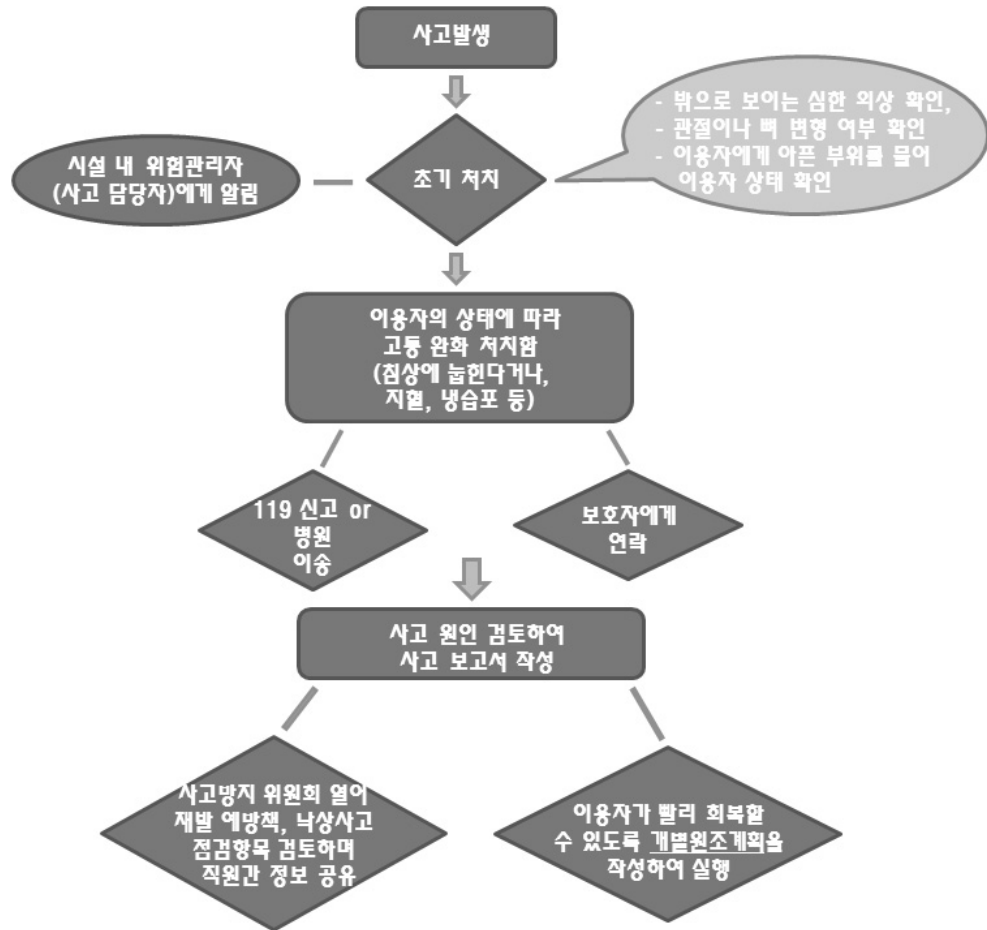 사고발생
- 밖으로 보이는 심한 외상 확인,
- 관절이나 뼈 변형 여부 확인
- 이용자에게 아픈 부위를 물어
이용자 상태 확인
시설 내 위험관리자
(사고 담당자)에게 알림
초기 처치
이용자의 상태에 따라
고통 완화 처치함
(침상에 눕힌다거나,
지혈, 냉습포 등)
119 신고 or
병원
이송
보호자에게
연락
사고 원인 검토하여
사고 보고서 작성
사고방지 위원회 열어
재발 예방책, 낙상사고
점검항목 검토하며
직원간 정보 공유
이용자가 빨리 회복할
수 있도록 개별원조계획을
작성하여 실행